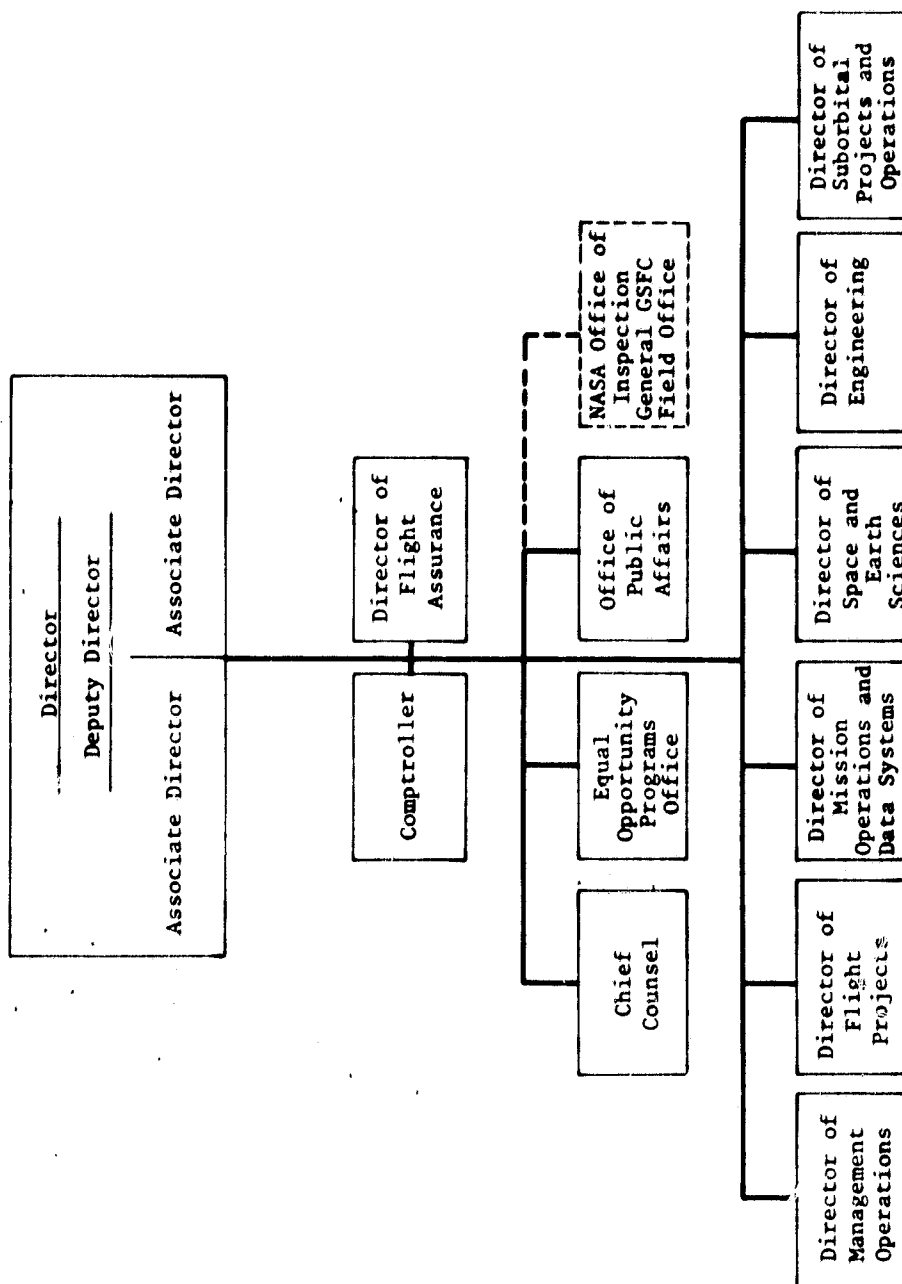 Director
Deputy Director
Associate Director
Associate Director
Comptroller
Director of
Flight
Assurance
Chief
Counsel
Equal
Opportunity
Programs
Office
Office of
Public
Affairs
NASA Office of
Inspection
General GSFC
Field Office
Director of
Management
Operations
Director of
Flight
Projects
Director of
Mission
Operations and
Data Systems
Director of
Space and
Earth
Sciences
Director of
Engineering
Director of
Suborbital
Projects and
Operations